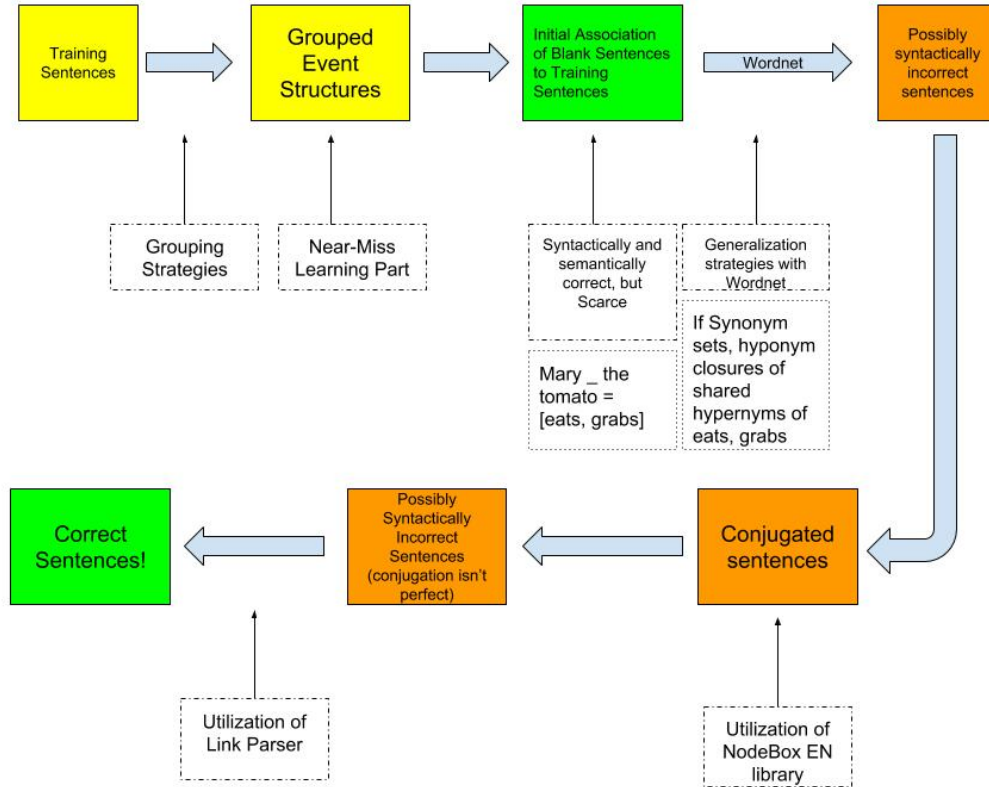 Training
Sentences
Grouped
Event
Structures
Initial Association
of Blank Sentences
to Training
Sentences
Wordnet
Possibly
syntactically
incorrect
sentences
Grouping
Strategies
Near-Miss
Learning Part
Syntactically and
semantically
correct, but
Scarce
Generalization
strategies with
Wordnet
Mary _ the
tomato =
[eats, grabs]
If Synonym
sets, hyponym
closures of
shared
hypernyms of
eats, grabs
Correct
Sentences!
Possibly
Syntactically
Incorrect
Sentences
(conjugation isn't
perfect)
Conjugated
sentences
Utilization of
Link Parser
Utilization of
NodeBox EN
library